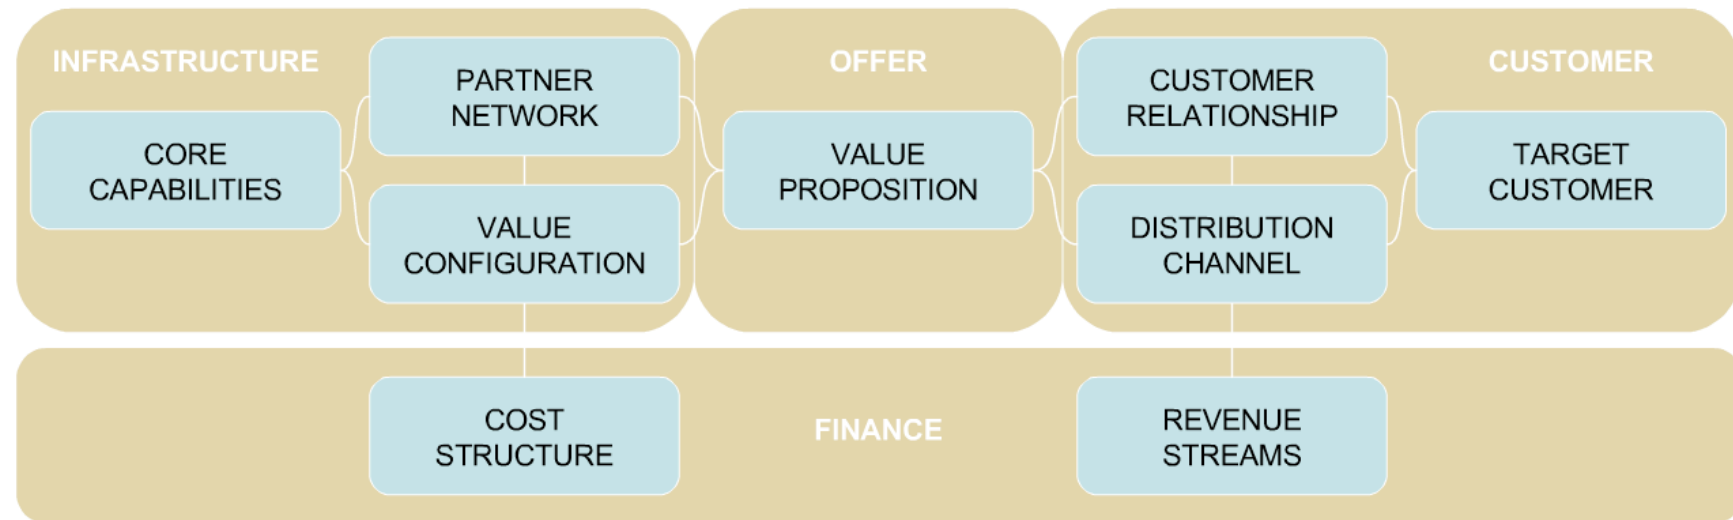 INFRASTRUCTURE
PARTNER
NETWORK
CORE
CAPABILITIES
VALUE
CONFIGURATION
OFFER
VALUE
PROPOSITION
CUSTOMER
CUSTOMER
RELATIONSHIP
DISTRIBUTION
CHANNEL
TARGET
CUSTOMER
COST
STRUCTURE
FINANCE
REVENUE
STREAMS